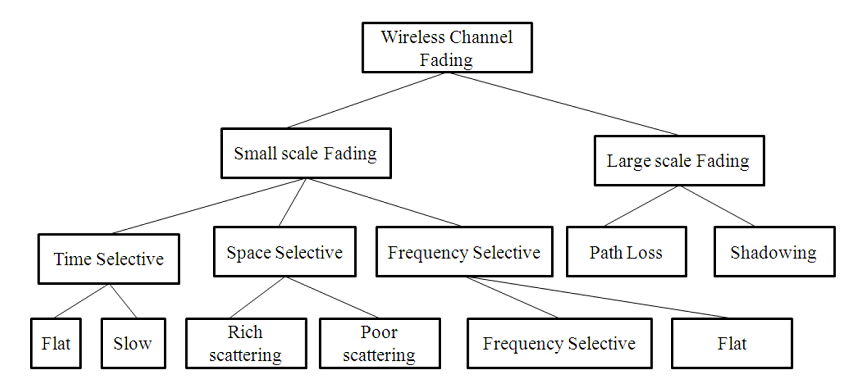 Wireless Channel
Fading
Small scale Fading
Large scale Fading
Time Selective
Space Selective
Frequency Selective
Path Loss
Shadowing
Flat
Slow
Rich
scattering
Poor
scattering
Frequency Selective
Flat